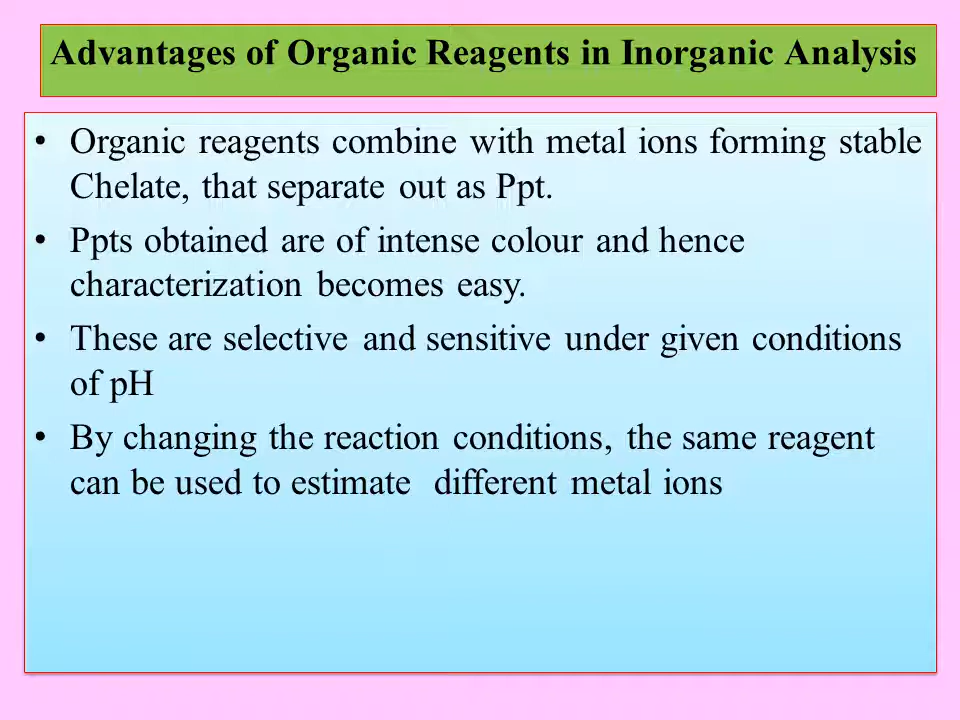 Advantages of Organic Reagents in Inorganic Analysis
• Organic reagents combine with metal ions forming stable
Chelate, that separate out as Ppt.
• Ppts obtained are of intense colour and hence
characterization becomes easy.
• These are selective and sensitive under given conditions
of pH
• By changing the reaction conditions, the same reagent
can be used to estimate  different metal ions